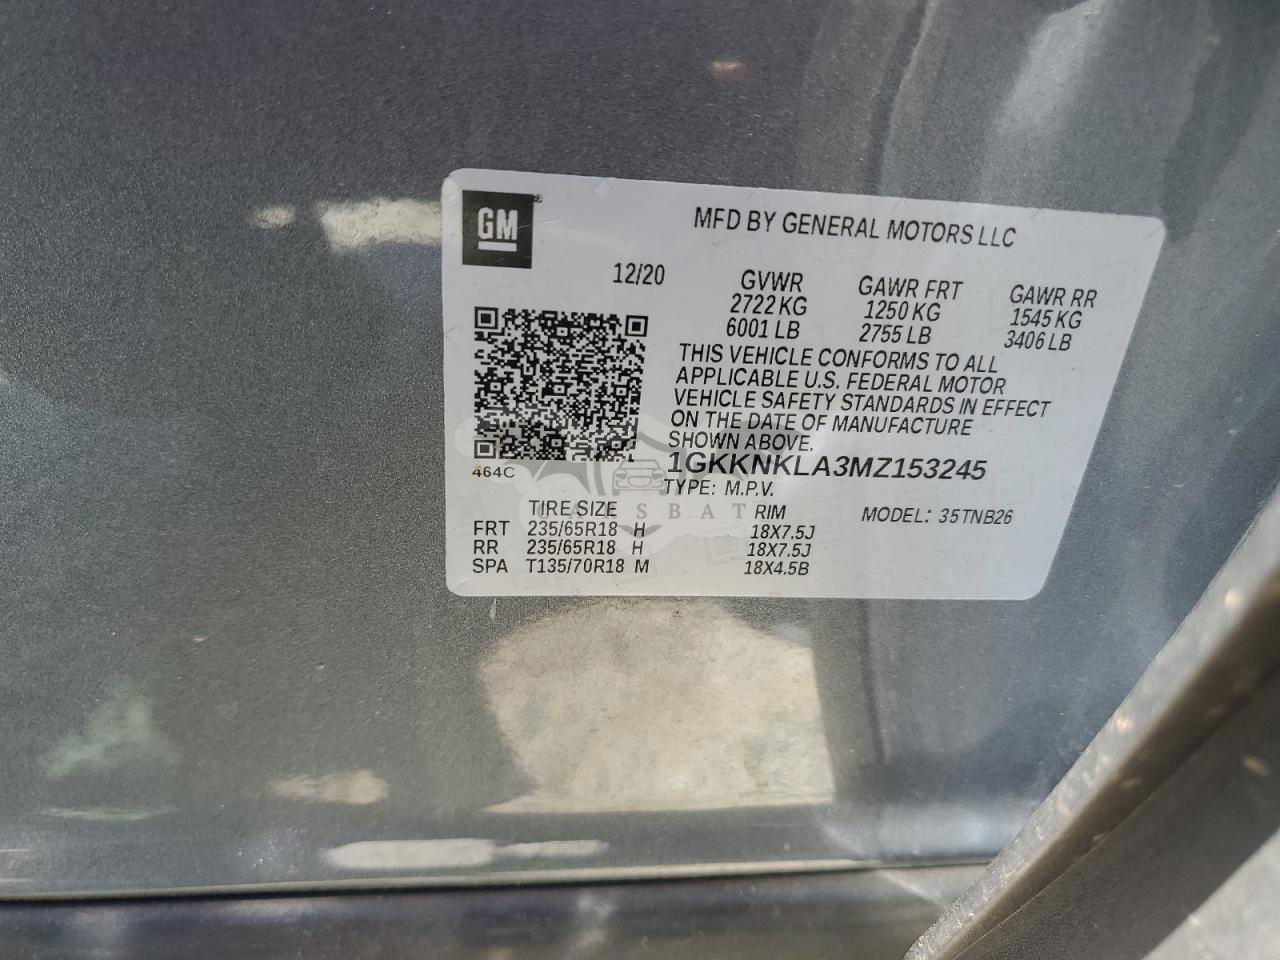 GM
MFD BY GENERAL MOTORS LLC
12/20
GVWR GAWR FRT GAWR RR
2722 KG 1250 KG 1545 KG
6001 LB 2755 LB 3406 LB
THIS VEHICLE CONFORMS TO ALL
APPLICABLE U.S. FEDERAL MOTOR
VEHICLE SAFETY STANDARDS IN EFFECT
ON THE DATE OF MANUFACTURE
SHOWN ABOVE.
464C
1GKKNKLA3MZ153245
TYPE: M.P.V.
TIRE SIZE RIM MODEL: 35TNB26
FRT 235/65R18 H 18X7.5J
RR 235/65R18 H 18X7.5J
SPA T135/70R18 M 18X4.5B